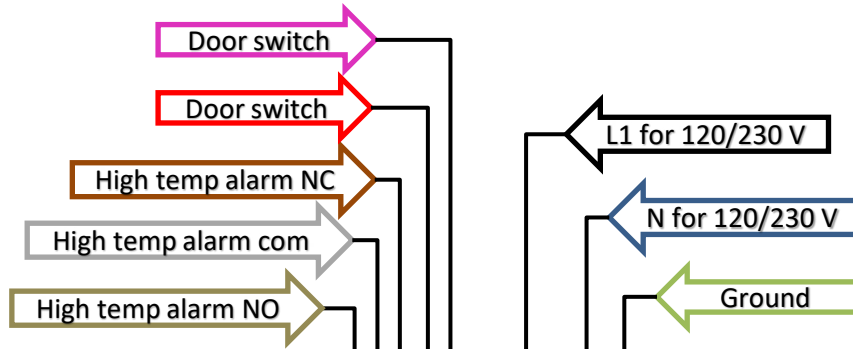 Door switch
Door switch
High temp alarm NC
High temp alarm com
High temp alarm NO
L1 for 120/230 V
N for 120/230 V
Ground